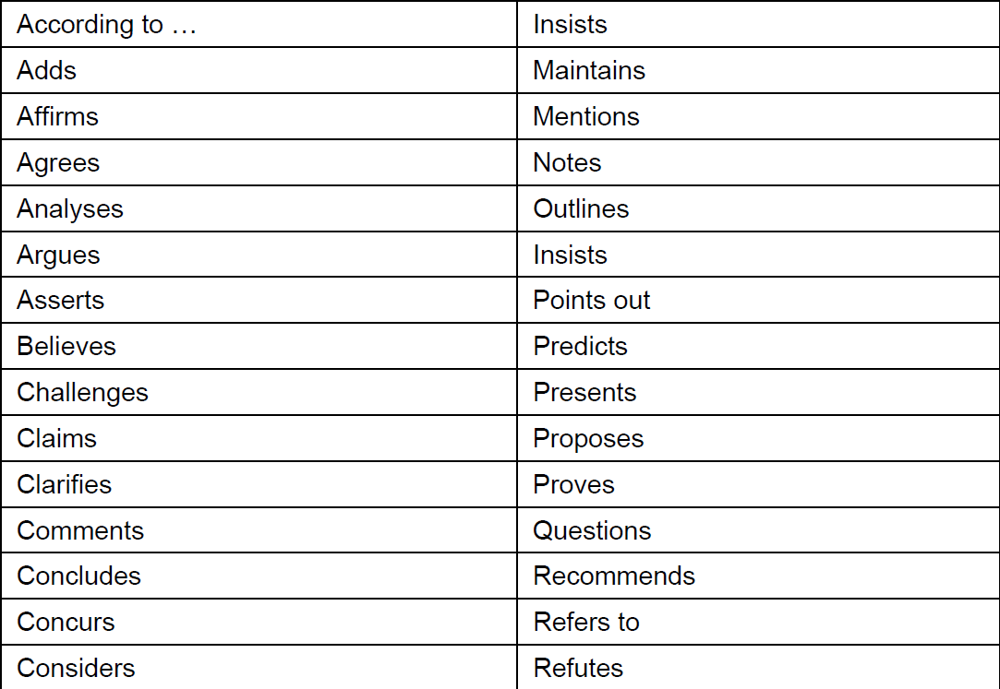 According to … Insists
Adds Maintains
Affirms Mentions
Agrees Notes
Analyses Outlines
Argues Insists
Asserts Points out
Believes Predicts
Challenges Presents
Claims Proposes
Clarifies Proves
Comments Questions
Concludes Recommends
Concurs Refers to
Considers Refutes